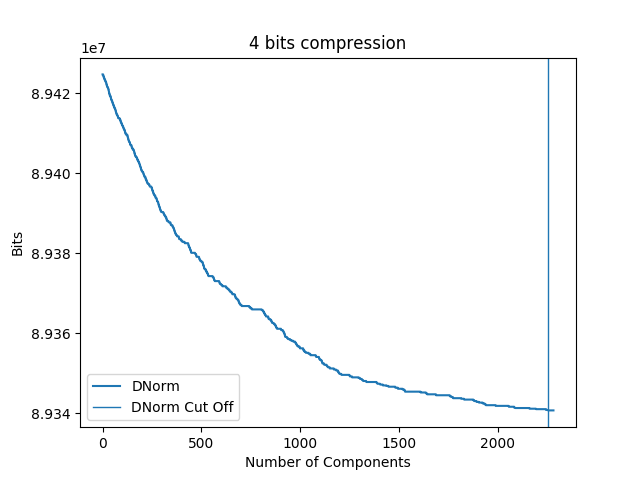 4 bits compression
1e7
8.942
8.940
8.938
8.936
8.934
Bits
DNorm
DNorm Cut Off
0 500 1000 1500 2000
Number of Components